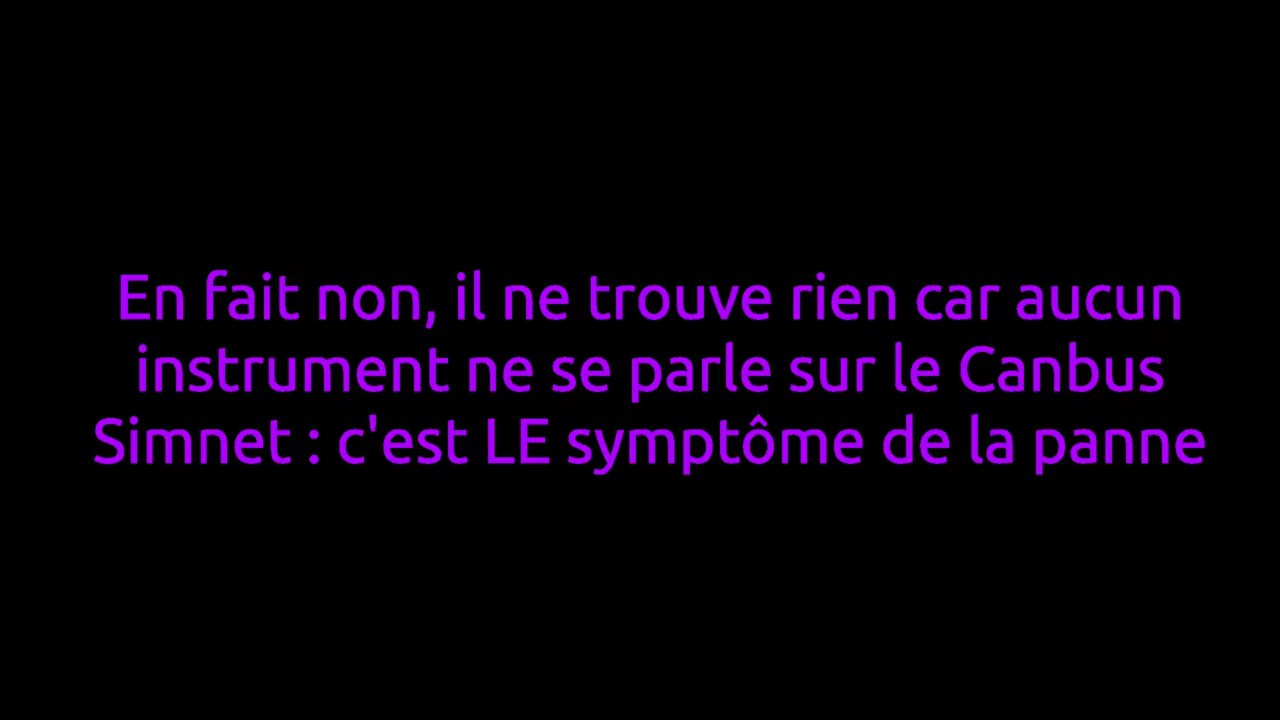 En fait non, il ne trouve rien car aucun
instrument ne se parle sur le Canbus
Simnet : c'est LE symptôme de la panne